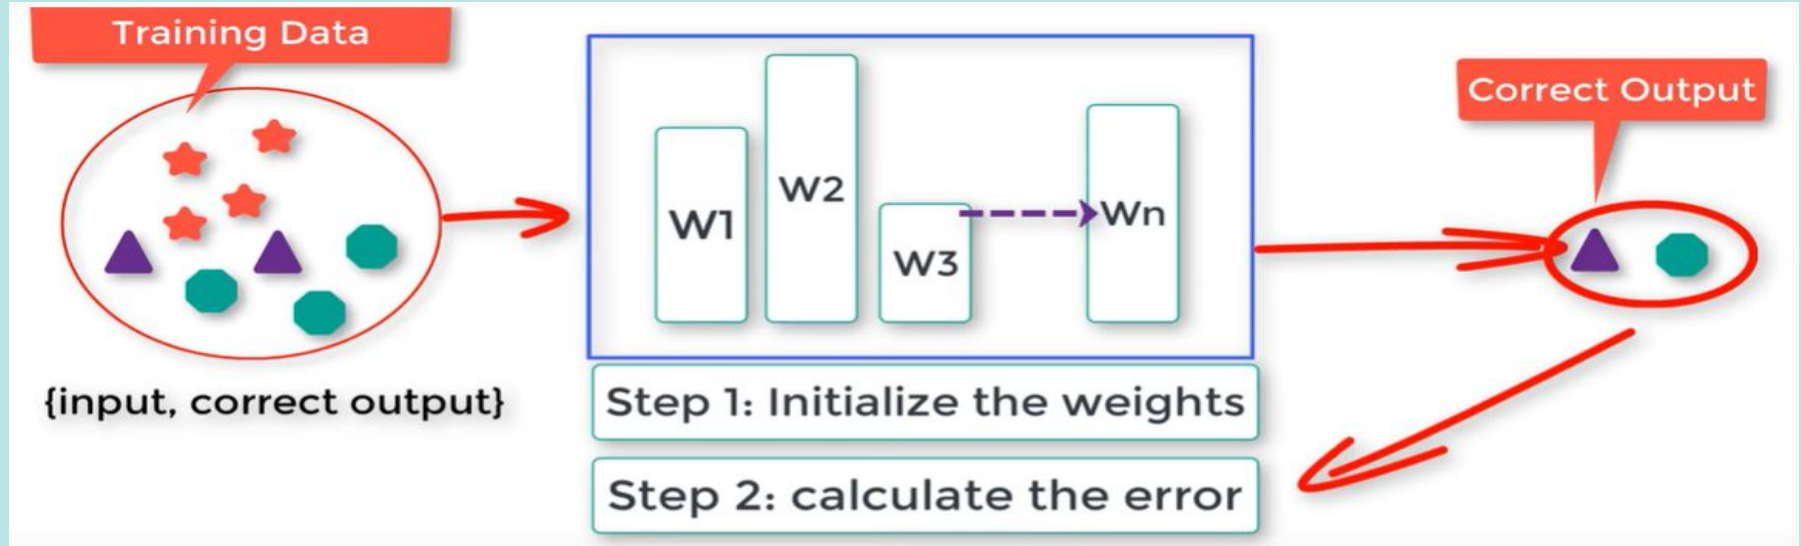 Training Data
{input, correct output}
W1
W2
W3
Wn
Step 1: Initialize the weights
Step 2: calculate the error
Correct Output